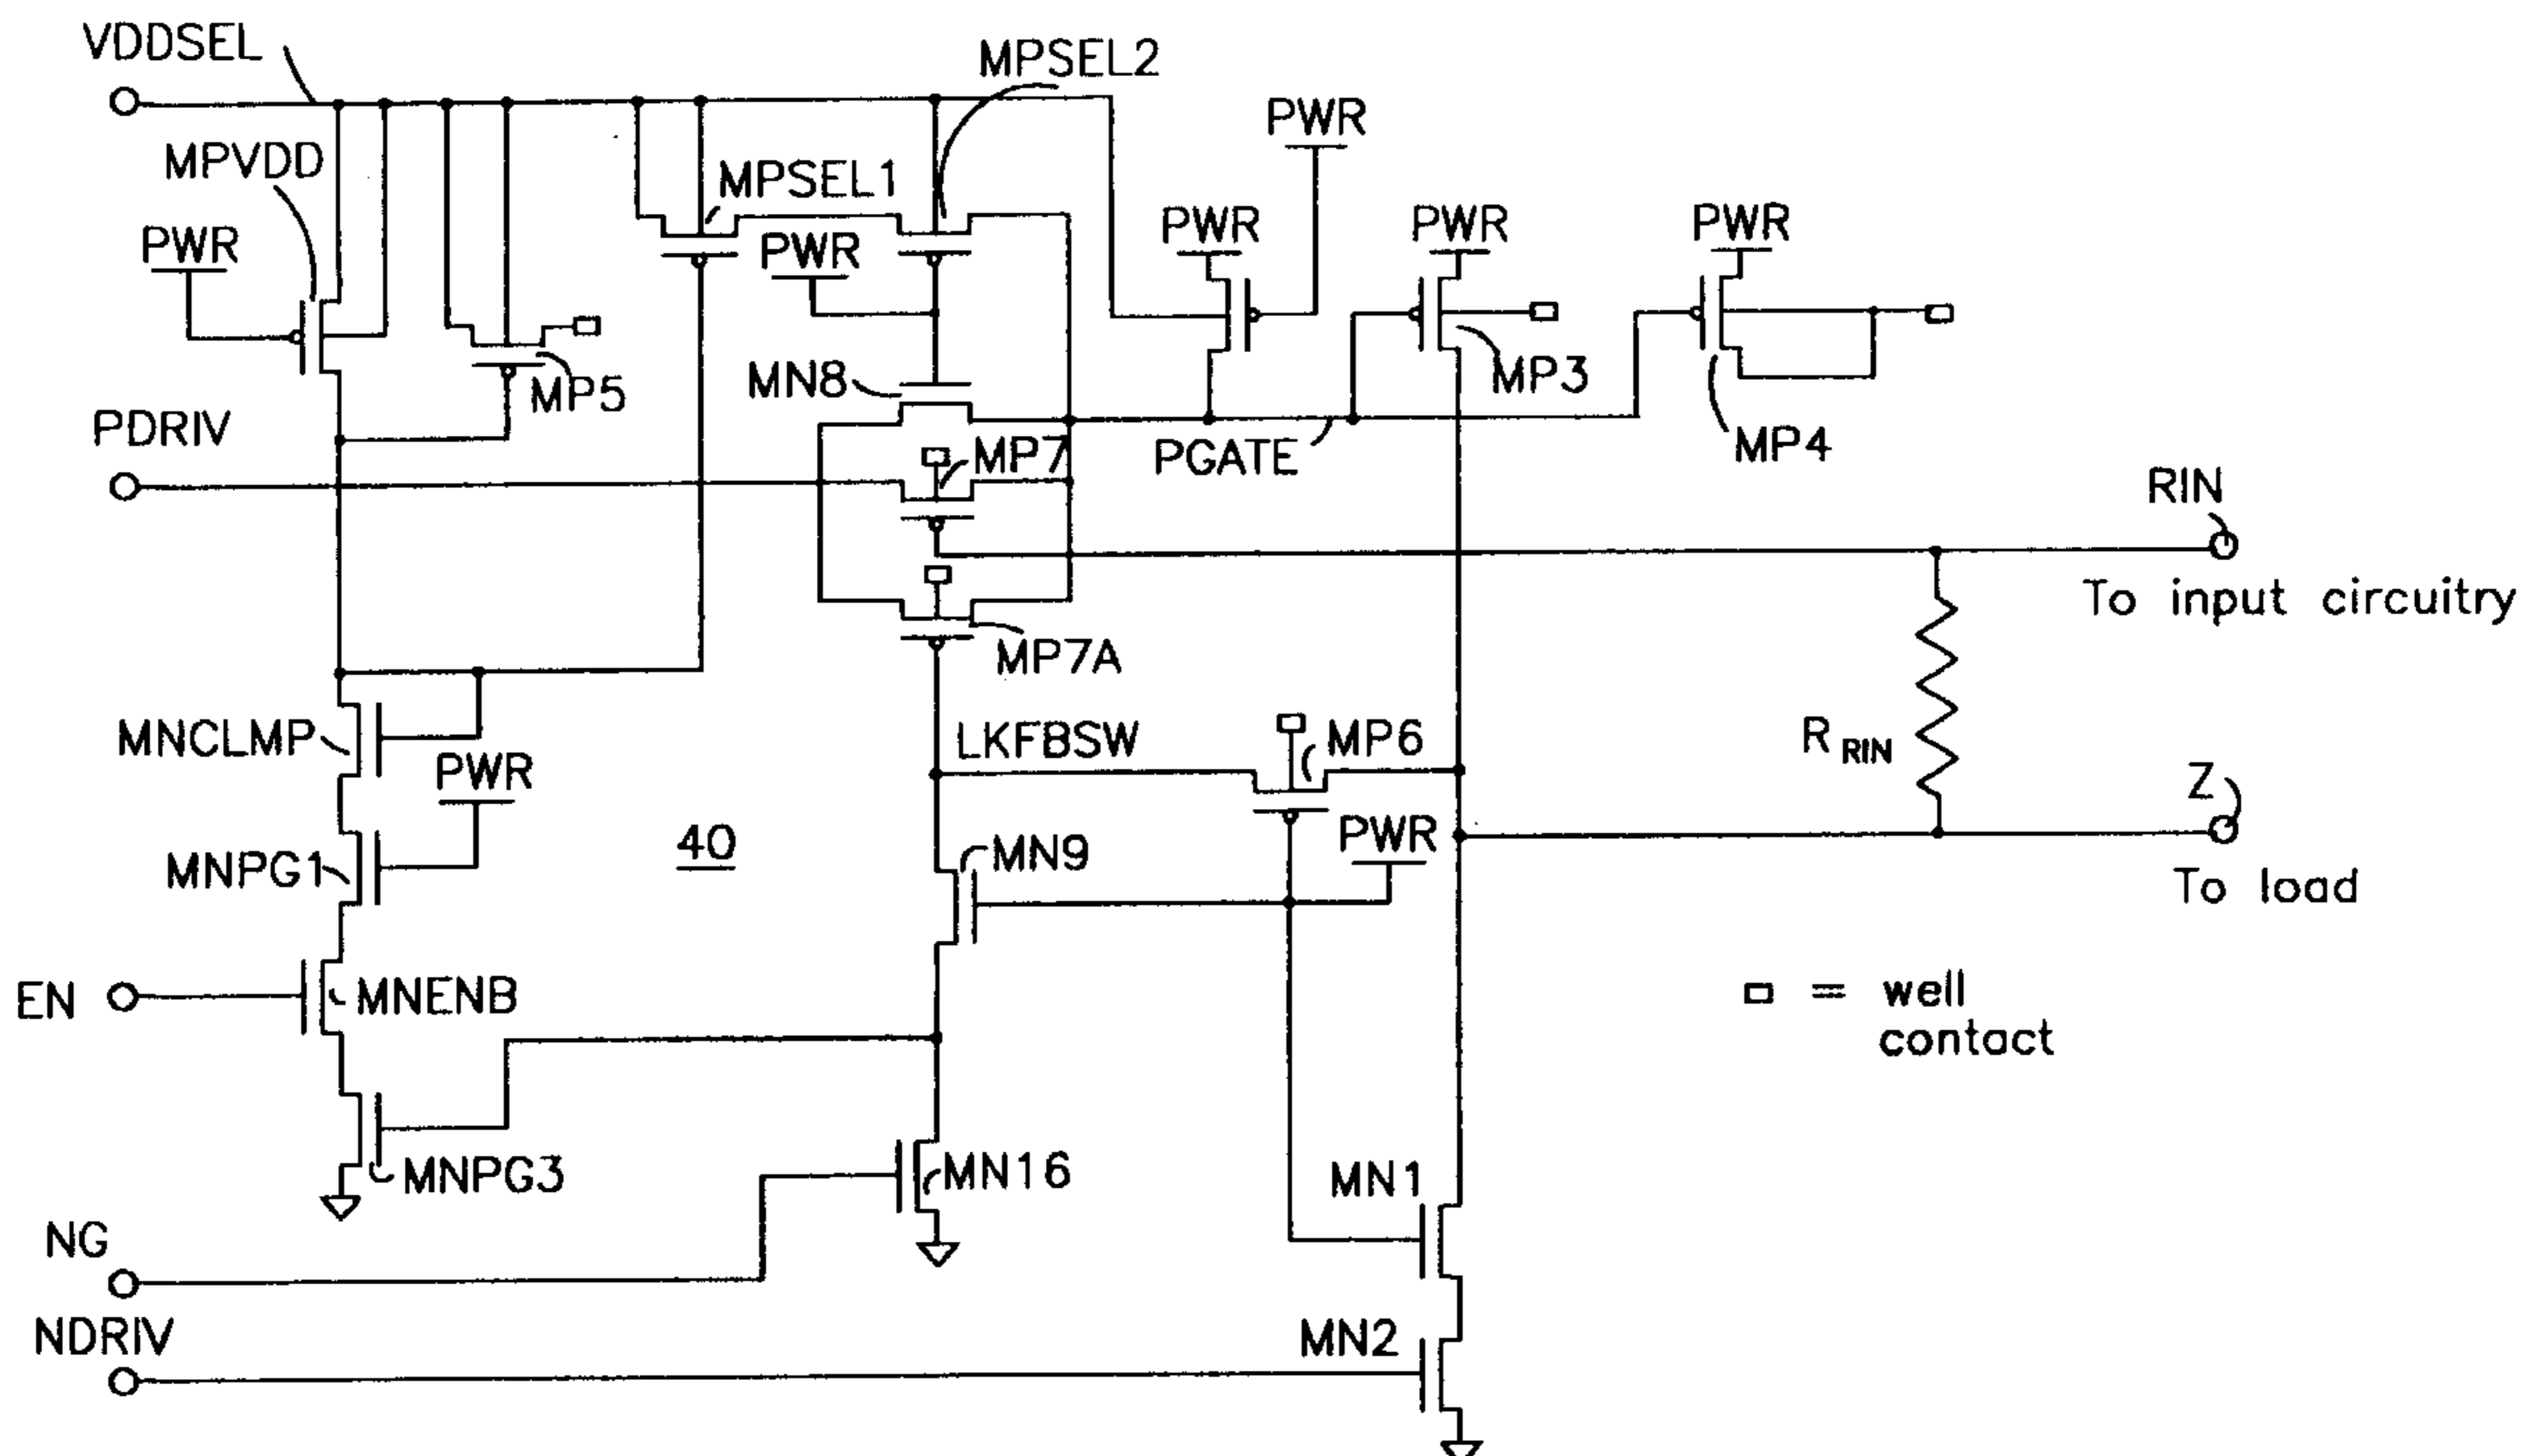 VDDSEL
MPSEL2
PWR
MPVDD
MPSEL1
PWR
PWR
PWR
PWR
PWR
MP5
MN8
MP3
PDRIV
MP7
PGATE
MP4
RIN
To input circuitry
MP7A
MNCLMP
LKFBSW
MP6
R RIN
PWR
Z
MNPG1
40
MN9
PWR
To load
EN
MNENB
□ = well
contact
MNPG3
MN16
MN1
NG
NDRIV
MN2